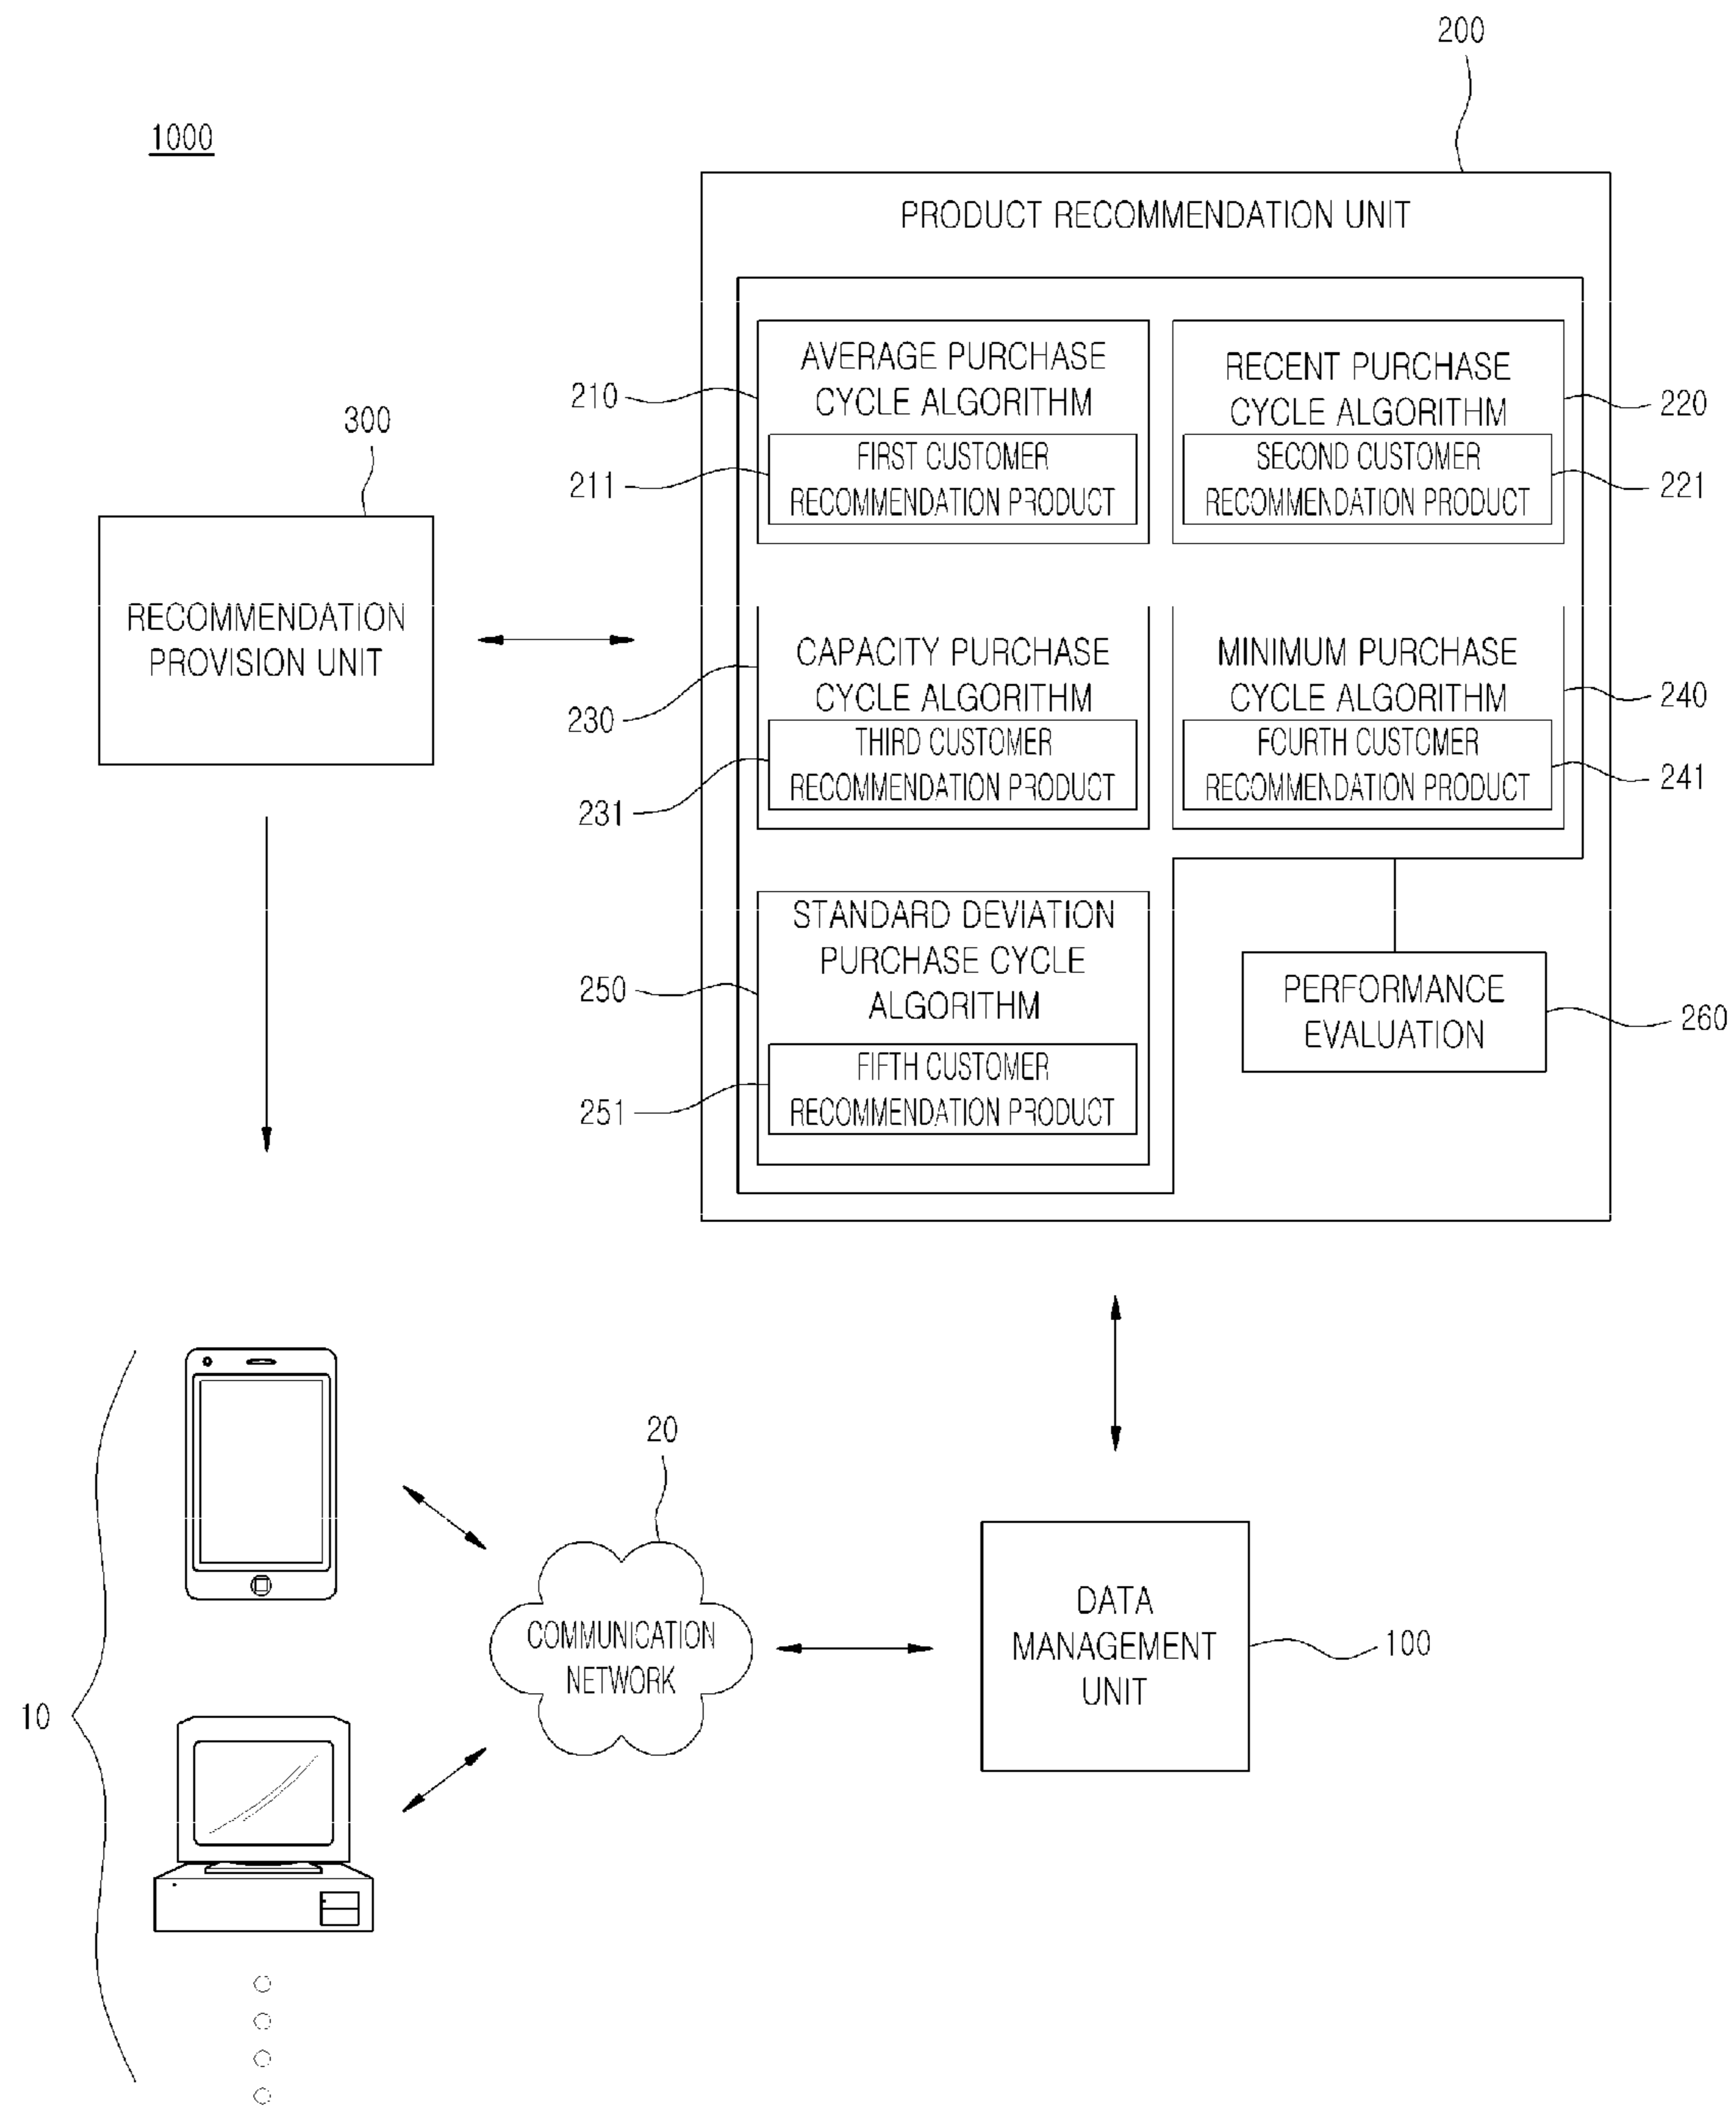 200
1000
PRODUCT RECOMMENDATION UNIT
AVERAGE PURCHASE
CYCLE ALGORITHM
210
FIRST CUSTOMER
RECOMMENDATION PRODUCT
211
RECENT PURCHASE
CYCLE ALGORITHM
220
SECOND CUSTOMER
RECOMMENDATION PRODUCT
221
300
RECOMMENDATION
PROVISION UNIT
CAPACITY PURCHASE
CYCLE ALGORITHM
230
THIRD CUSTOMER
RECOMMENDATION PRODUCT
231
MINIMUM PURCHASE
CYCLE ALGORITHM
240
FOURTH CUSTOMER
RECOMMENDATION PRODUCT
241
STANDARD DEVIATION
PURCHASE CYCLE
ALGORITHM
250
FIFTH CUSTOMER
RECOMMENDATION PRODUCT
251
PERFORMANCE
EVALUATION
260
20
COMMUNICATION
NETWORK
DATA
MANAGEMENT
UNIT
100
10